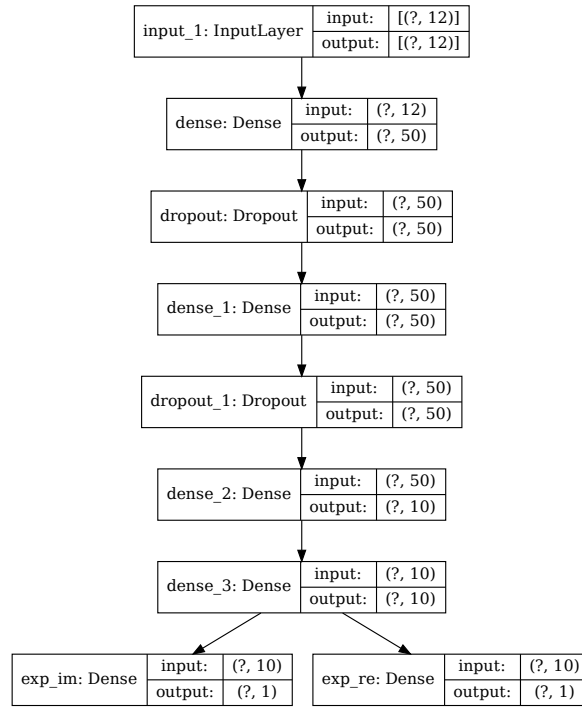 input_1: InputLayer input: [(?, 12)]
output: [(?, 12)]
dense: Dense input: (?, 12)
output: (?, 50)
dropout: Dropout input: (?, 50)
output: (?, 50)
dense_1: Dense input: (?, 50)
output: (?, 50)
dropout_1: Dropout input: (?, 50)
output: (?, 50)
dense_2: Dense input: (?, 50)
output: (?, 10)
dense_3: Dense input: (?, 10)
output: (?, 10)
exp_im: Dense input: (?, 10)
output: (?, 1)
exp_re: Dense input: (?, 10)
output: (?, 1)